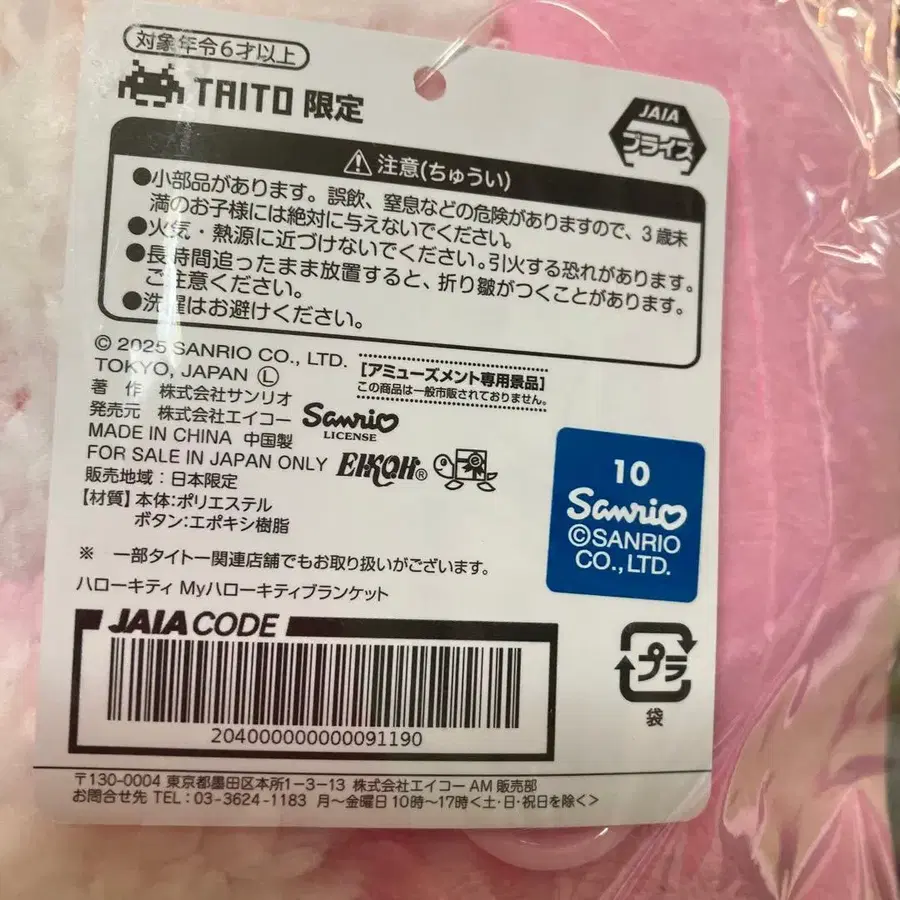 対象年令6才以上
TAITO 限定
JAIA
プライズ
注意(ちゅうい)
●小部品があります。誤飲、窒息などの危険がありますので、3歳未
満のお子様には絶対に与えないでください。
●火気・熱源に近づけないでください。引火する恐れがあります。
●長時間追ったまま放置すると、折り皺がつくことがあります。
ご注意ください。
●洗濯はお避けください。
© 2025 SANRIO CO., LTD.
TOKYO, JAPAN Ⓛ
著 作 株式会社サンリオ
発売元 株式会社エイコー
MADE IN CHINA 中国製
FOR SALE IN JAPAN ONLY
販売地域:日本限定
【材質】本体:ポリエステル
ボタン:エポキシ樹脂
[アミューズメント専用景品]
この商品は一般市販されておりません。
Sanrio
LICENSE
EIKOH®
10
Sanrio
©SANRIO
CO.,LTD.
※ 一部タイトー関連店舗でもお取り扱いがございます。
ハローキティ Myハローキティブランケット
JAIA CODE
2040000000000091190
プラ
袋
〒130-0004 東京都墨田区本所1-3-13 株式会社エイコー AM販売部
お問合せ先 TEL:03-3624-1183 月〜金曜日10時〜17時<土・日・祝日を除く>